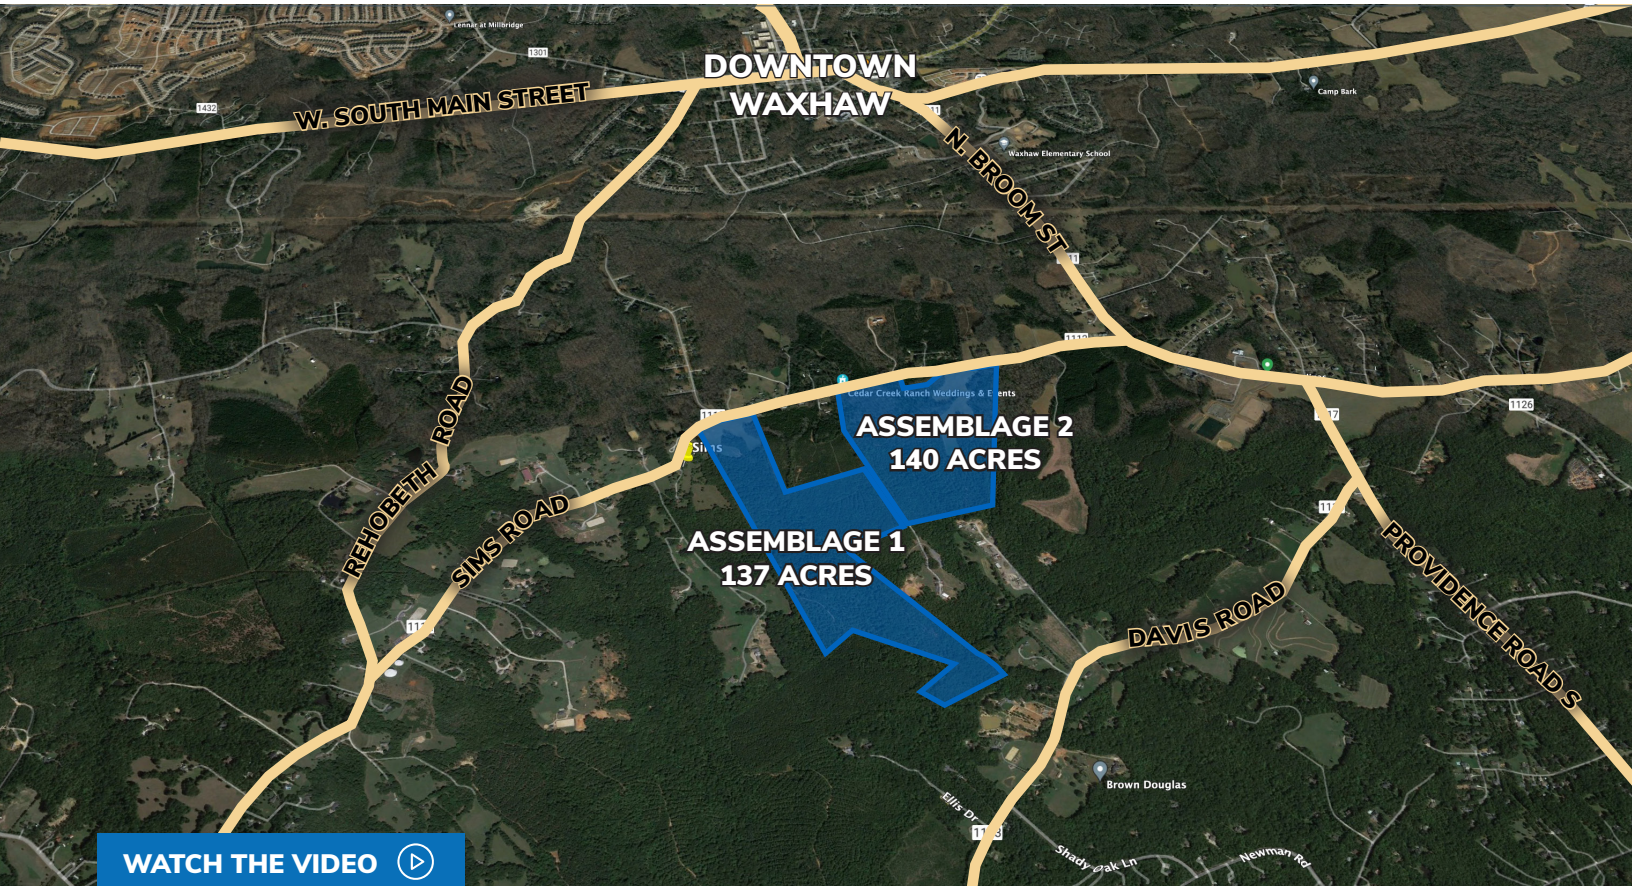 Lennar at Millbridge
1301
DOWNTOWN
WAXHAW
Camp Bark
1432
W. SOUTH MAIN STREET
N. BROOM ST
Waxhaw Elementary School
Cedar Creek Ranch Weddings & Events
1126
ROAD
REHOBETH
Sims
ASSEMBLAGE 2
140 ACRES
SIMS ROAD
ASSEMBLAGE 1
137 ACRES
PROVIDENCE ROAD S
DAVIS ROAD
Brown Douglas
Ellis Dr
Shady Oak Ln
Newman Rd
WATCH THE VIDEO